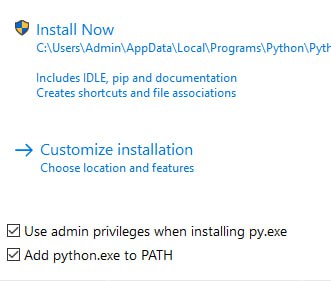 Install Now
C:\Users\Admin\AppData\Local\Programs\Python\Pyth
Includes IDLE, pip and documentation
Creates shortcuts and file associations
Customize installation
Choose location and features
Use admin privileges when installing py.exe
Add python.exe to PATH